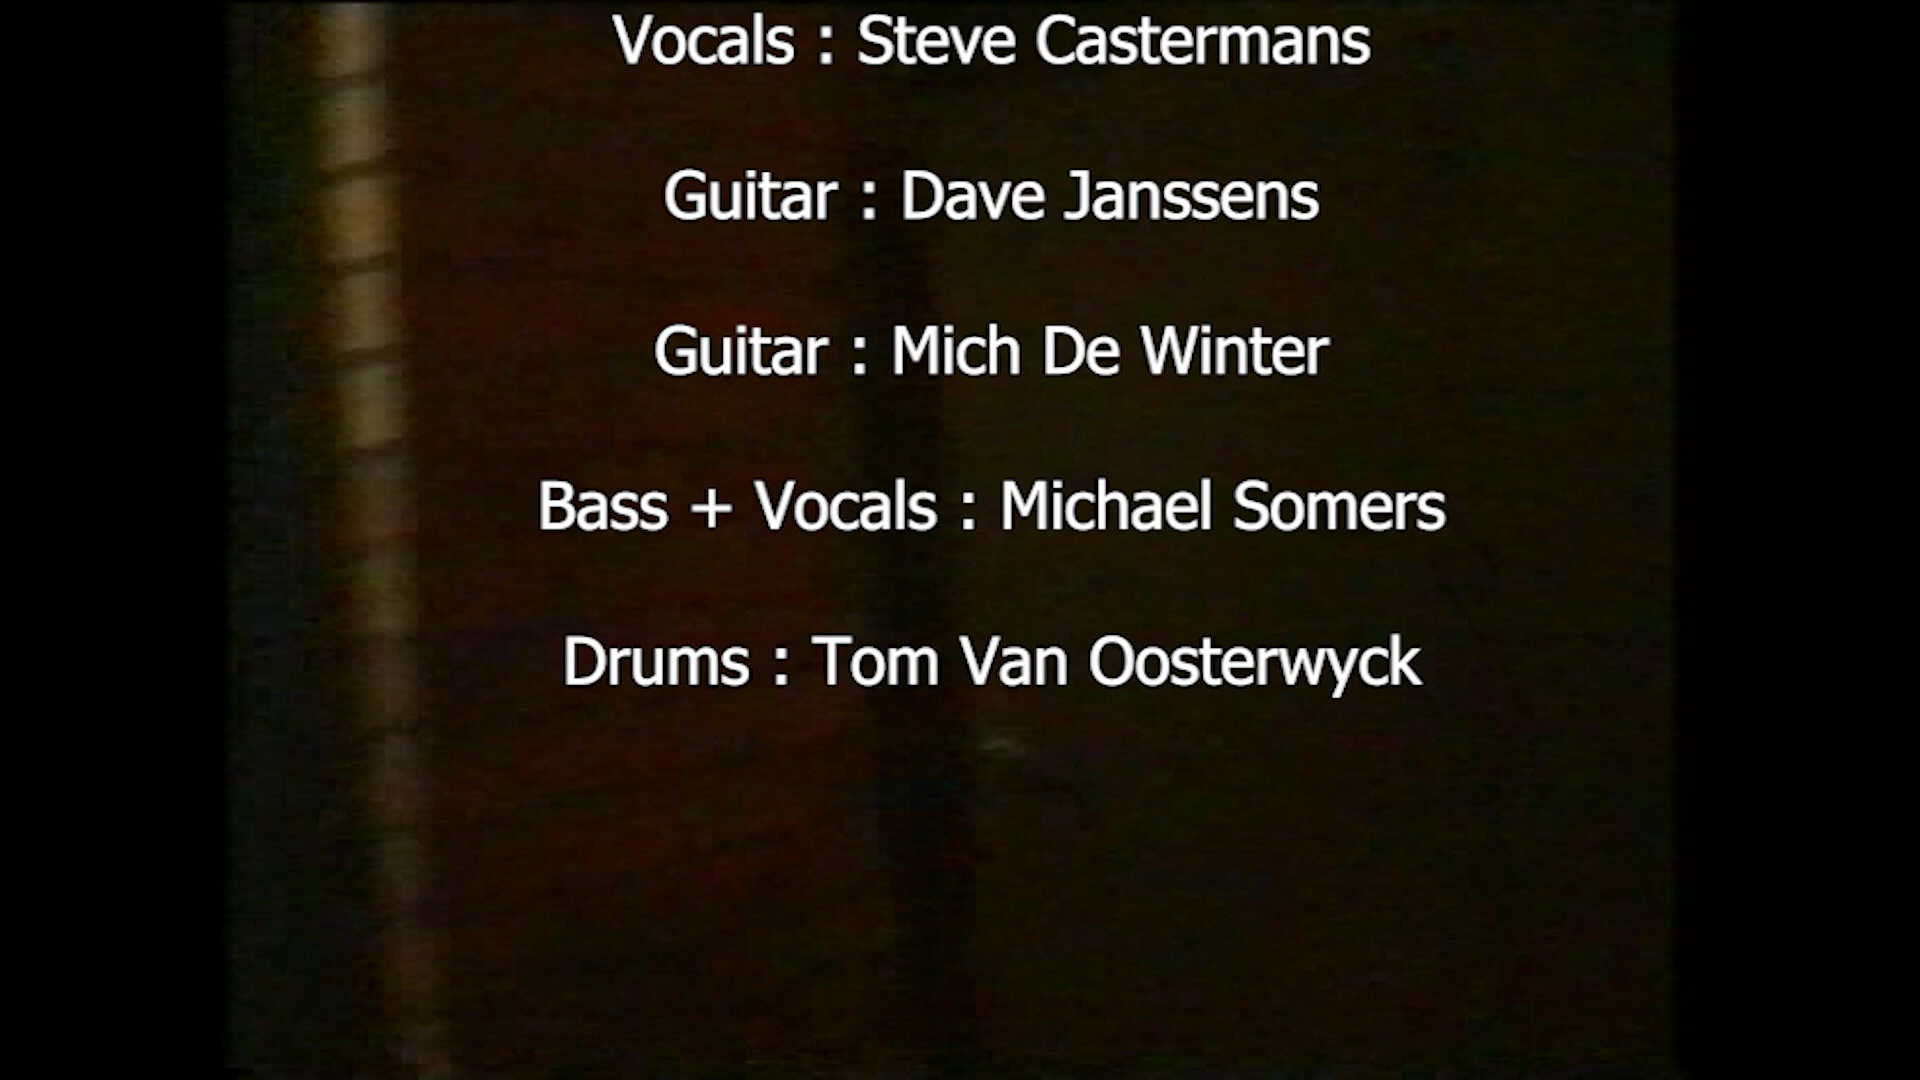 Vocals : Steve Castermans
Guitar : Dave Janssens
Guitar : Mich De Winter
Bass + Vocals : Michael Somers
Drums : Tom Van Oosterwyck